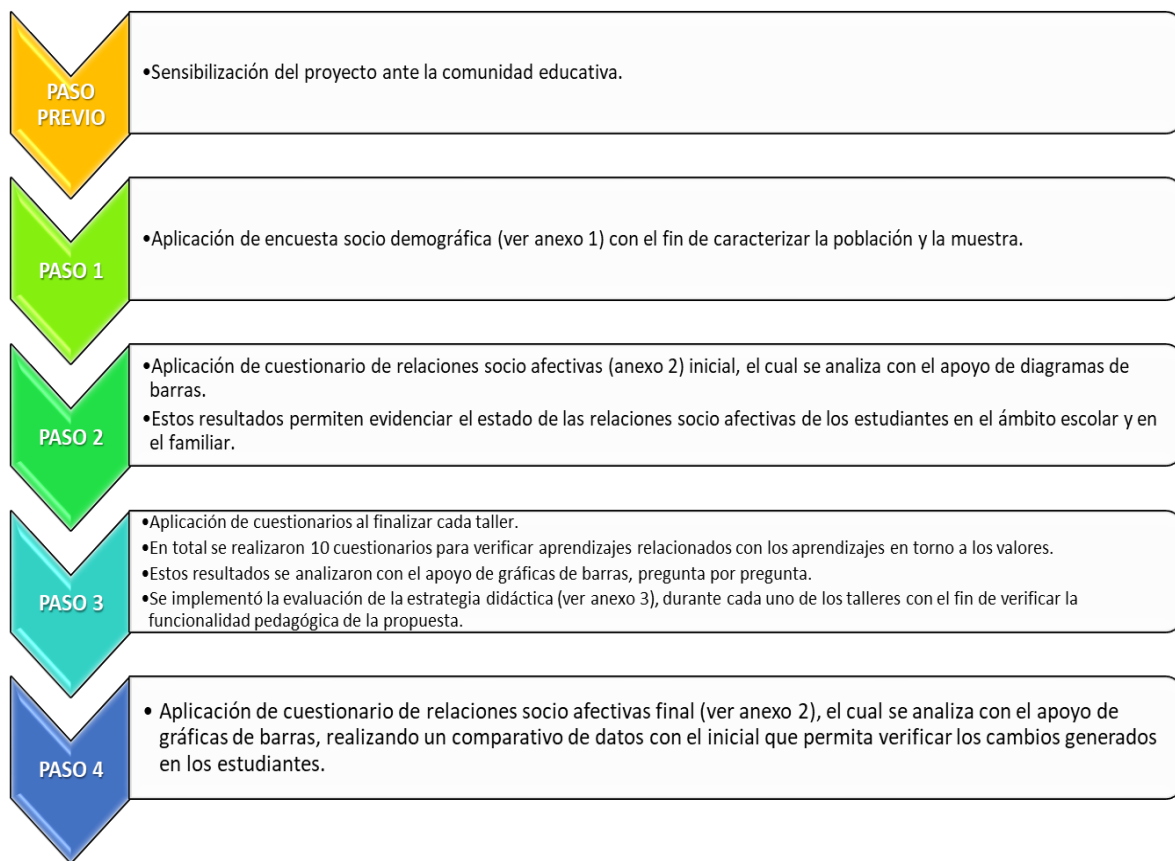 PASO
PREVIO
•Sensibilización del proyecto ante la comunidad educativa.
PASO 1
•Aplicación de encuesta socio demográfica (ver anexo 1) con el fin de caracterizar la población y la muestra.
PASO 2
•Aplicación de cuestionario de relaciones socio afectivas (anexo 2) inicial, el cual se analiza con el apoyo de diagramas de
barras.
•Estos resultados permiten evidenciar el estado de las relaciones socio afectivas de los estudiantes en el ámbito escolar y en
el familiar.
PASO 3
•Aplicación de cuestionarios al finalizar cada taller.
•En total se realizaron 10 cuestionarios para verificar aprendizajes relacionados con los aprendizajes en torno a los valores.
•Estos resultados se analizaron con el apoyo de gráficas de barras, pregunta por pregunta.
•Se implementó la evaluación de la estrategia didáctica (ver anexo 3), durante cada uno de los talleres con el fin de verificar la
funcionalidad pedagógica de la propuesta.
PASO 4
• Aplicación de cuestionario de relaciones socio afectivas final (ver anexo 2), el cual se analiza con el apoyo de
gráficas de barras, realizando un comparativo de datos con el inicial que permita verificar los cambios generados
en los estudiantes.